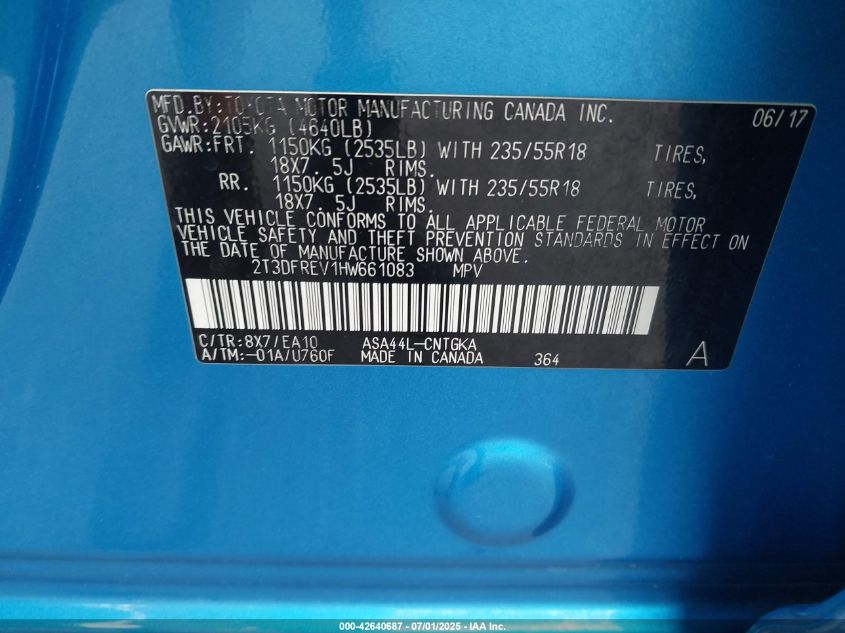 MFD. BY: TOYOTA MOTOR MANUFACTURING CANADA INC. 06/17
GVWR: 2105KG (4640LB)
GAWR: FRT. 1150KG (2535LB) WITH 235/55R18 TIRES,
18X7. 5J RIMS.
RR. 1150KG (2535LB) WITH 235/55R18 TIRES,
18X7. 5J RIMS.
THIS VEHICLE CONFORMS TO ALL APPLICABLE FEDERAL MOTOR
VEHICLE SAFETY AND THEFT PREVENTION STANDARDS IN EFFECT ON
THE DATE OF MANUFACTURE SHOWN ABOVE.
2T3DFREV1HW661083 MPV
C/TR: 8X7/EA10 ASA44L-CNTGKA
A/TM: -01A/U760F MADE IN CANADA 364 A
000-42640687 - 07/01/2025 - IAA Inc.